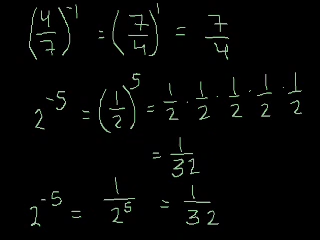 (4/7)^-1 = (7/4)^1 = 7/4
2^-5 = (1/2)^5 = 1/2 · 1/2 · 1/2 · 1/2 · 1/2
= 1/32
2^-5 = 1/2^5 = 1/32